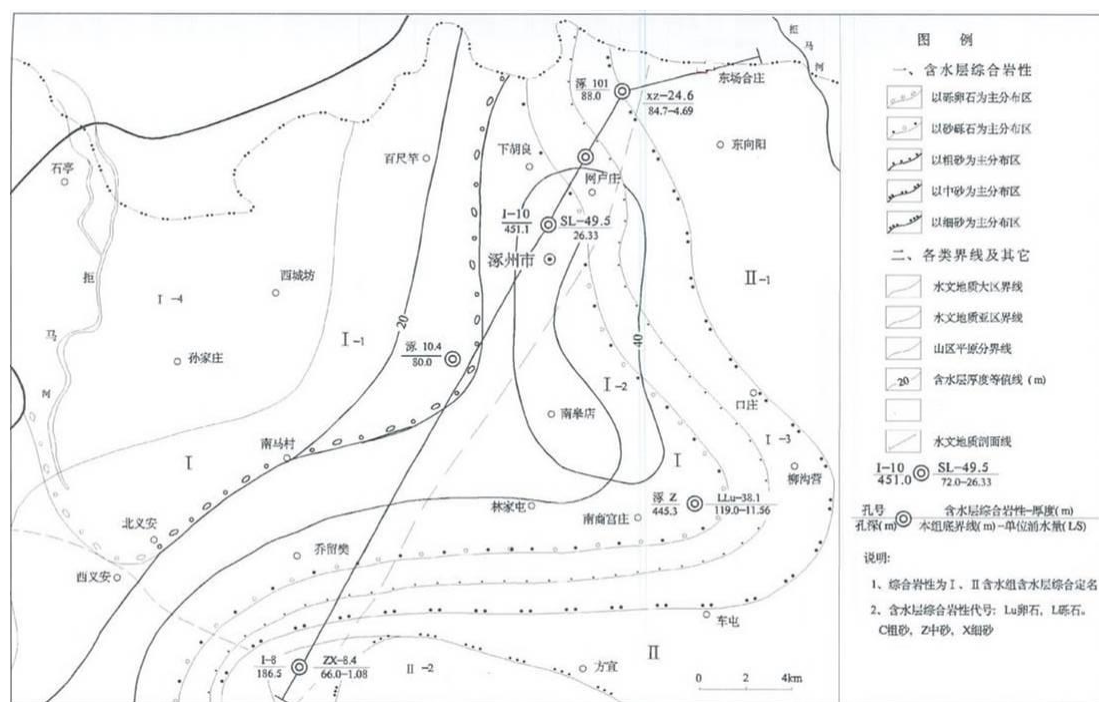 拒
马
河
东场合庄
涿 101
88.0
xz-24.6
84.7-4.69
石亭
百尺竿
下胡良
东向阳
网户庄
I-10
451.1
SL-49.5
26.33
涿州市
拒
马
河
I-4
西城坊
II-1
I-1
20
40
孙家庄
涿 10.4
80.0
I-2
南皋店
口庄
I-3
南马村
I
I
柳沟营
林家屯
涿 Z
445.3
LLu-38.1
119.0-11.56
北义安
南商宫庄
乔留樊
西义安
车屯
I-8
186.5
ZX-8.4
66.0-1.08
II-2
方官
II
0 2 4km
图 例
一、含水层综合岩性
以砾卵石为主分布区
以砂砾石为主分布区
以粗砂为主分布区
以中砂为主分布区
以细砂为主分布区
二、各类界线及其它
水文地质大区界线
水文地质亚区界线
山区平原分界线
20 含水层厚度等值线 (m)
水文地质剖面线
I-10
451.0
SL-49.5
72.0-26.33
孔号
孔深(m)
含水层综合岩性-厚度(m)
本组底界线(m)-单位涌水量(LS)
说明:
1、综合岩性为Ⅰ、Ⅱ含水组含水层综合定名
2、含水层综合岩性代号: Lu卵石, L砾石。
C粗砂, Z中砂, X细砂